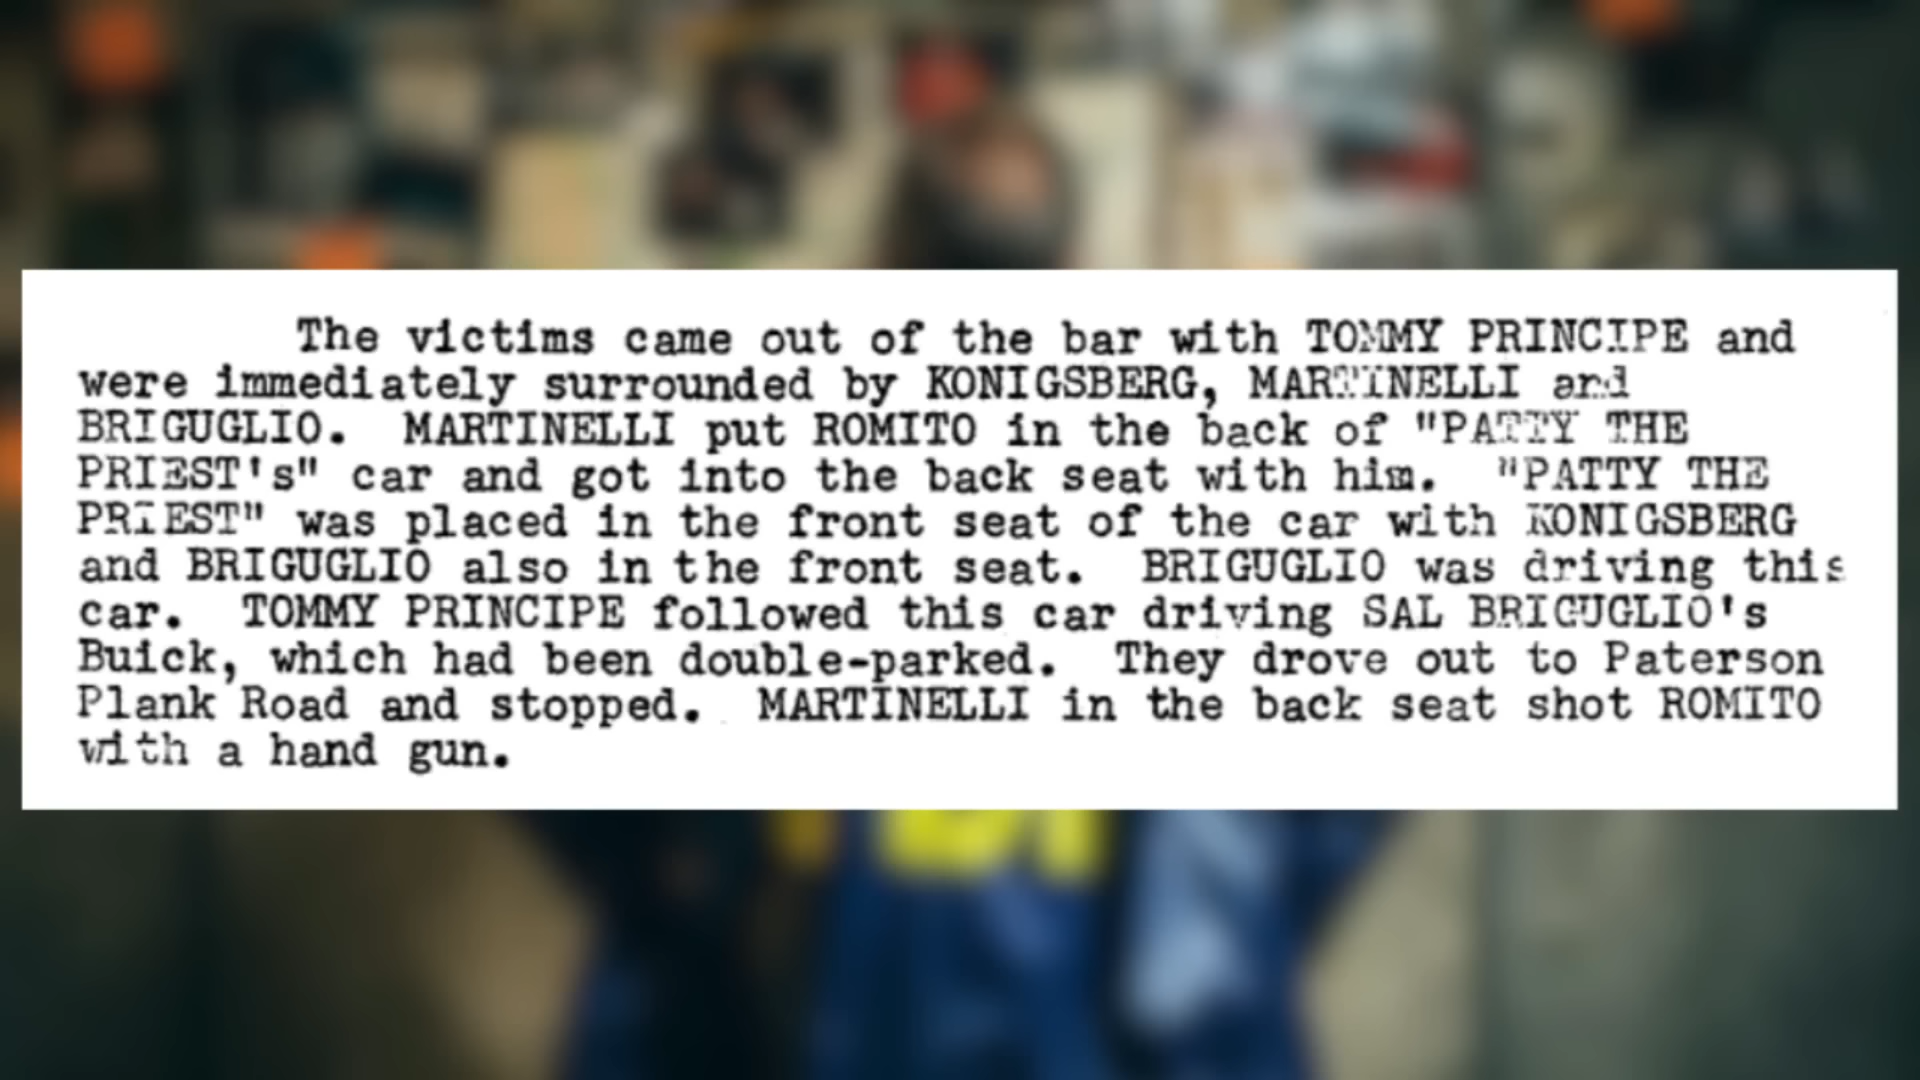 The victims came out of the bar with TOMMY PRINCIPE and
were immediately surrounded by KONIGSBERG, MARTINELLI and
BRIGUGLIO. MARTINELLI put ROMITO in the back of "PATTY THE
PRIEST's" car and got into the back seat with him. "PATTY THE
PRIEST" was placed in the front seat of the car with KONIGSBERG
and BRIGUGLIO also in the front seat. BRIGUGLIO was driving this
car. TOMMY PRINCIPE followed this car driving SAL BRIGUGLIO's
Buick, which had been double-parked. They drove out to Paterson
Plank Road and stopped. MARTINELLI in the back seat shot ROMITO
with a hand gun.